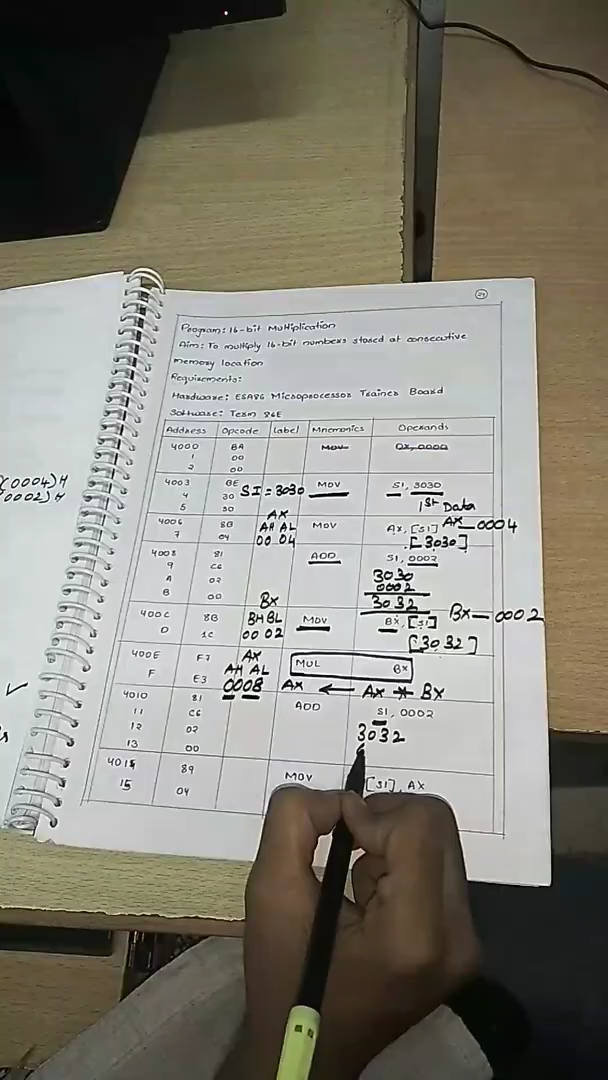 (0004)H
(0002)H
21
Program: 16-bit Multiplication
Aim: To multiply 16-bit numbers stored at consecutive
memory location
Requirements:
Hardware: ESA86 Microprocessor Trainer Board
Software: Term 86E
Address Opcode Label Mnemonics Operands
4000 BA MOV DX, 0000
1 00
2 00
4003 BE SI = 3030 MOV SI, 3030
4 30
5 30 1st Data
4006 8B AX MOV AX, [SI] AX—0004
7 04 AH AL [3030]
00 04
4008 81 ADD SI, 0002
9 C6 3030
A 02 0002
B 00 3032
400C 8B BX MOV BX, [SI] BX—0002
D 1C BH BL [3032]
00 02
400E F7 AX MUL BX
F E3 AH AL
0008 AX ← AX * BX
4010 81 ADD SI, 0002
11 C6 3032
12 02
13 00
4014 89 MOV [SI], AX
15 04